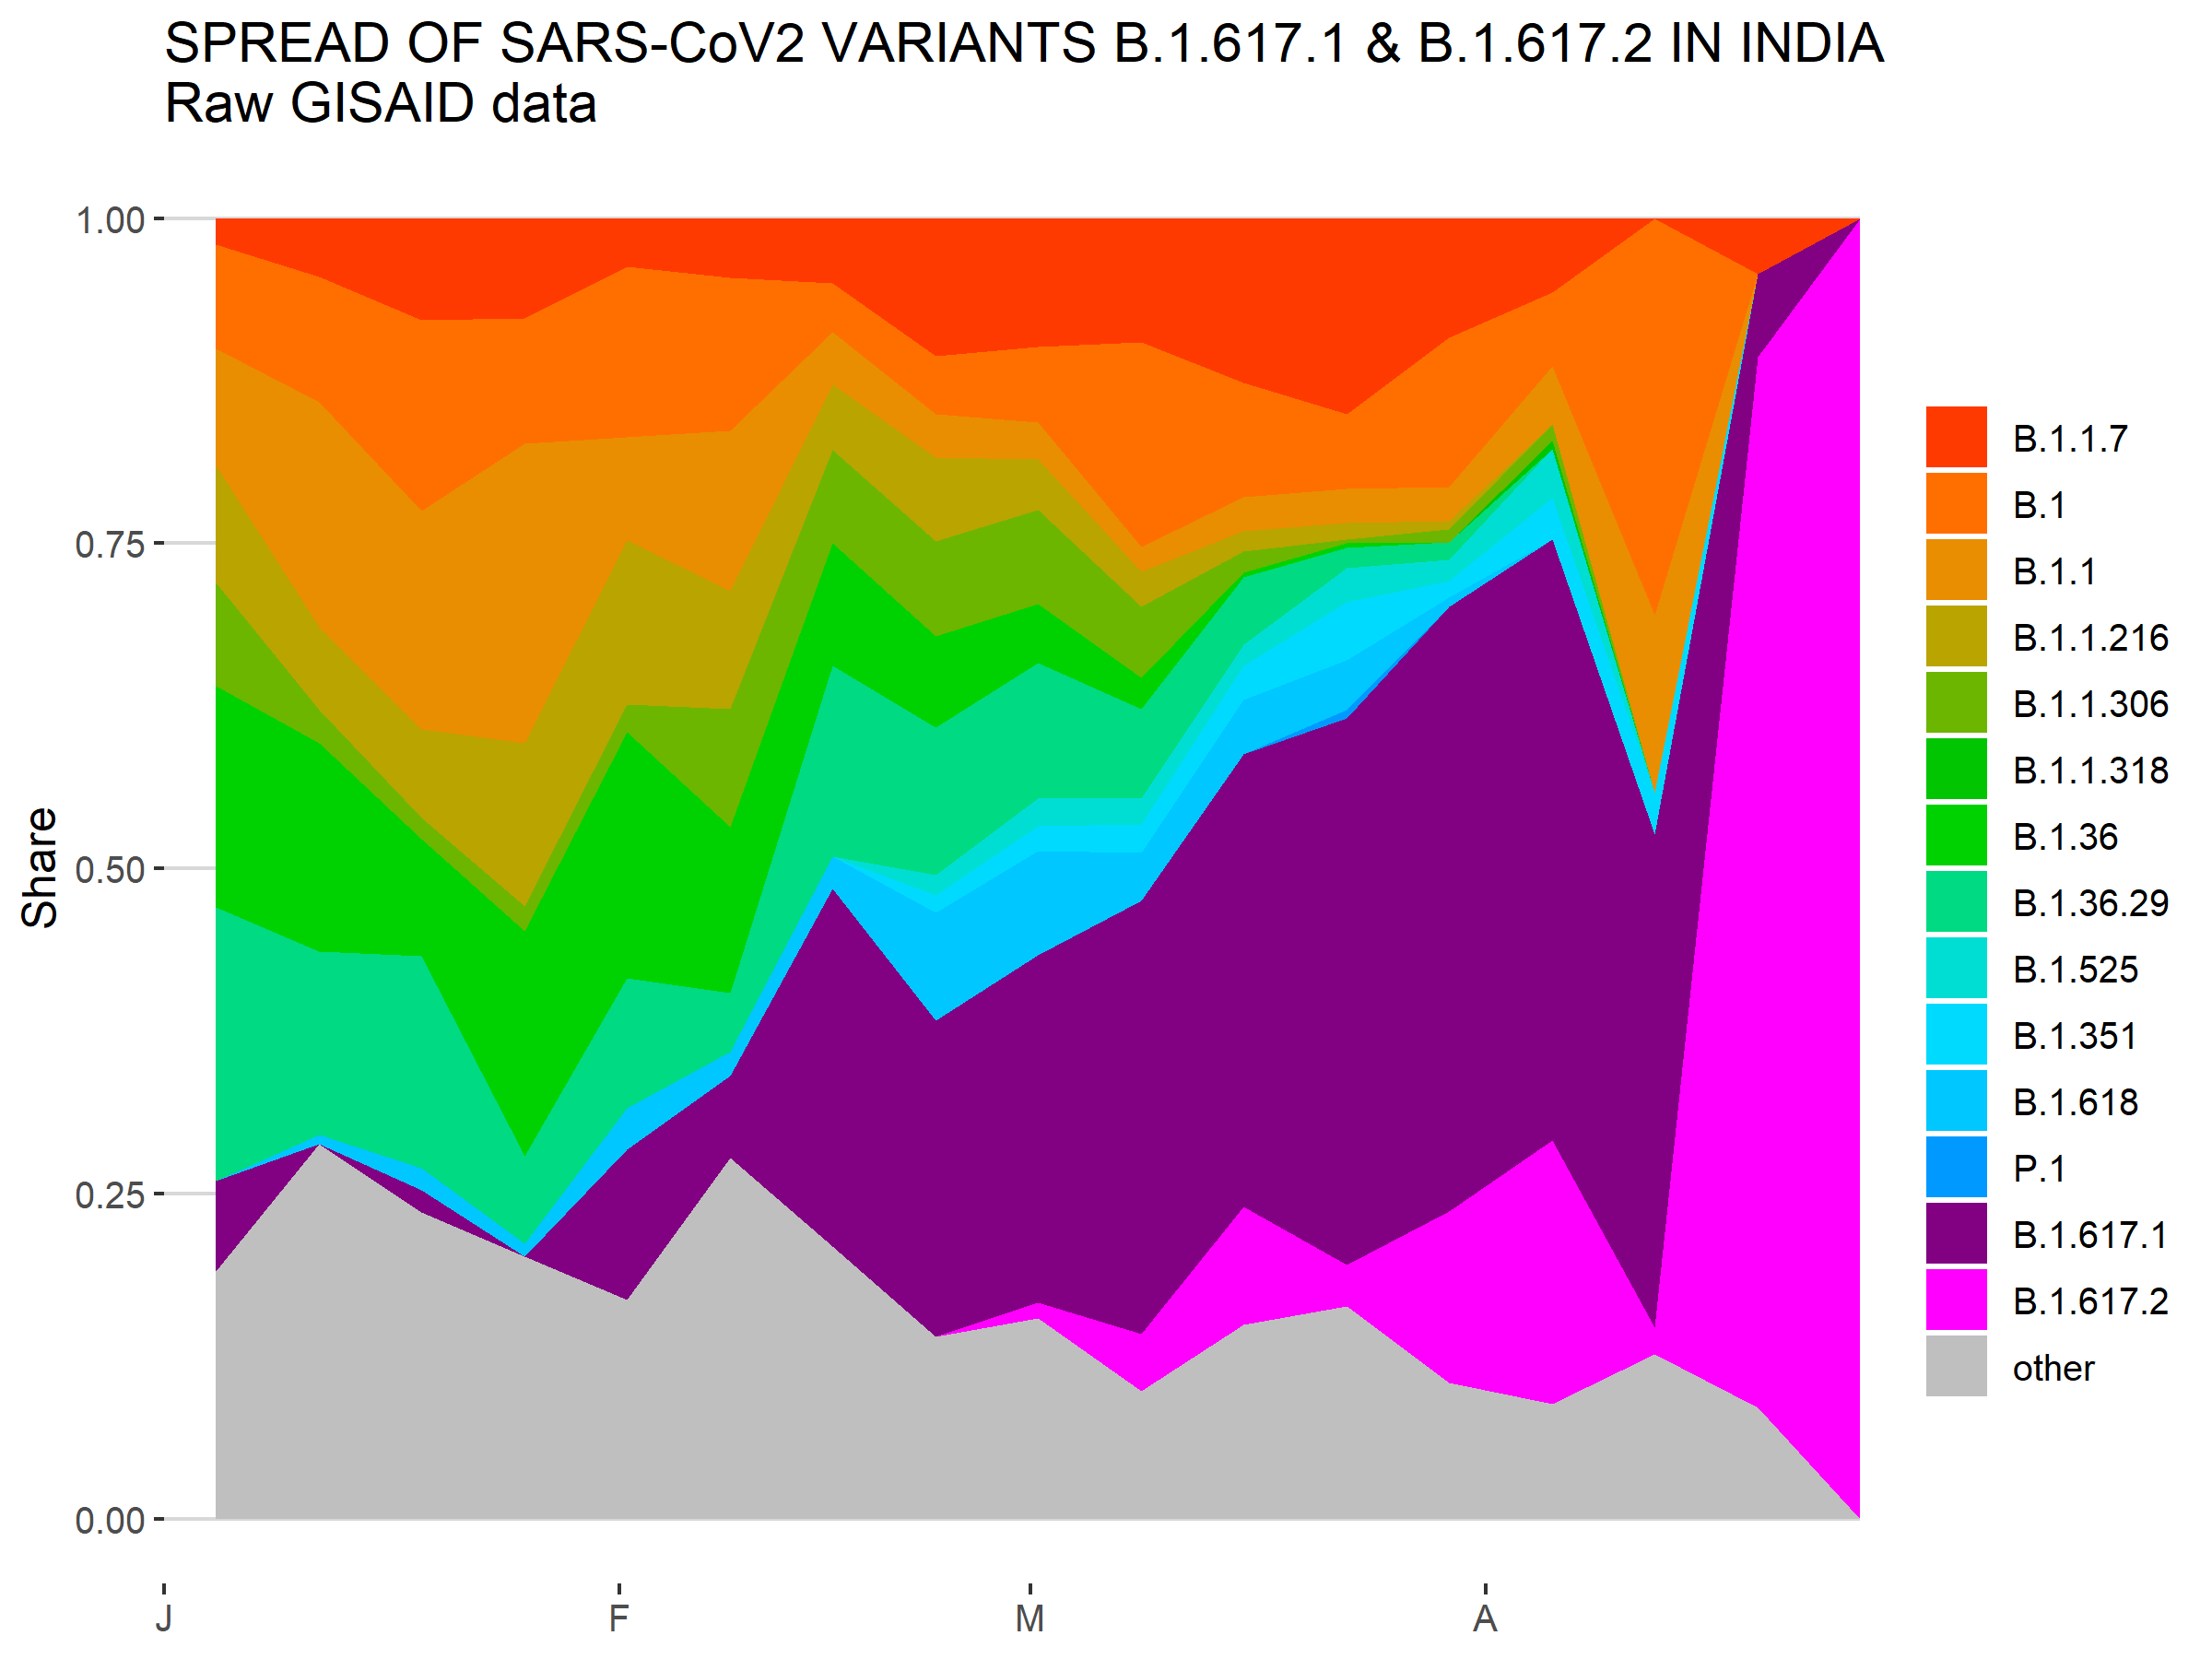 SPREAD OF SARS-CoV2 VARIANTS B.1.617.1 & B.1.617.2 IN INDIA
Raw GISAID data
Share
1.00
0.75
0.50
0.25
0.00
J
F
M
A
B.1.1.7
B.1
B.1.1
B.1.1.216
B.1.1.306
B.1.1.318
B.1.36
B.1.36.29
B.1.525
B.1.351
B.1.618
P.1
B.1.617.1
B.1.617.2
other